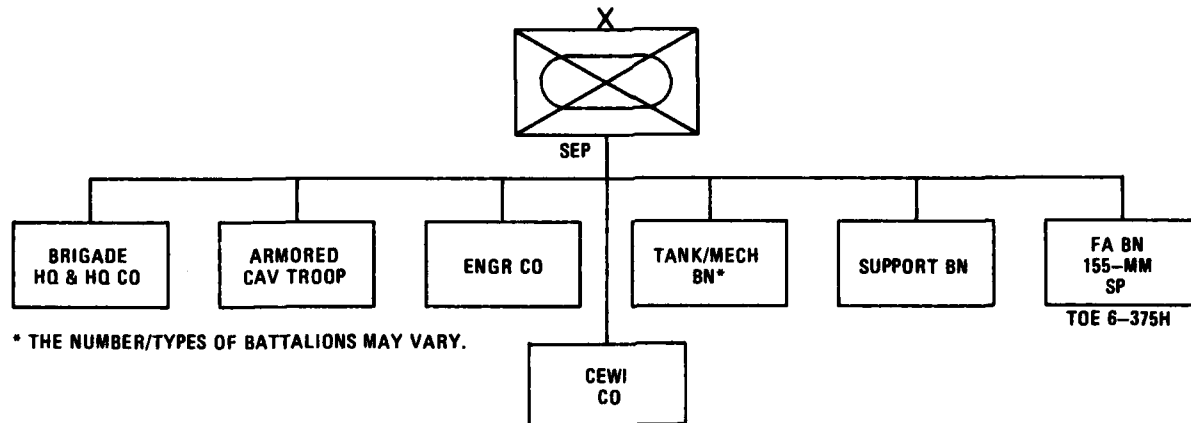 X
SEP
BRIGADE
HQ & HQ CO
ARMORED
CAV TROOP
ENGR CO
TANK/MECH
BN*
SUPPORT BN
FA BN
155-MM
SP
TOE 6-375H
* THE NUMBER/TYPES OF BATTALIONS MAY VARY.
CEWI
CO